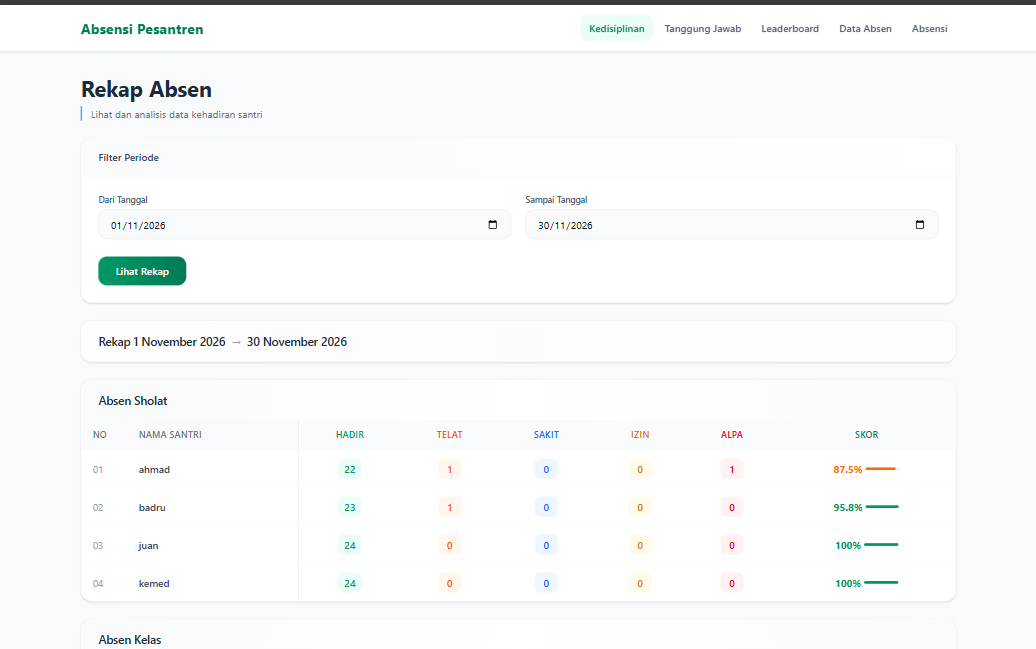 Absensi Pesantren Kedisiplinan Tanggung Jawab Leaderboard Data Absen Absensi
Rekap Absen
Lihat dan analisis data kehadiran santri
Filter Periode
Dari Tanggal Sampai Tanggal
01/11/2026 30/11/2026
Lihat Rekap
Rekap 1 November 2026 → 30 November 2026
Absen Sholat
NO NAMA SANTRI HADIR TELAT SAKIT IZIN ALPA SKOR
01 ahmad 22 1 0 0 1 87.5%
02 badru 23 1 0 0 0 95.8%
03 juan 24 0 0 0 0 100%
04 kemed 24 0 0 0 0 100%
Absen Kelas